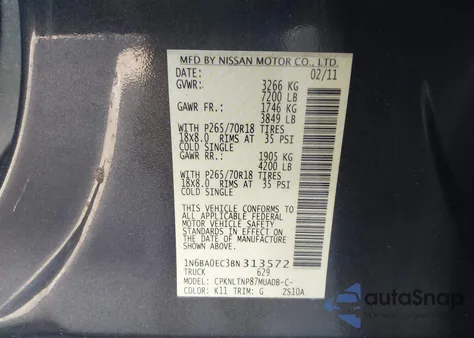 MFD BY NISSAN MOTOR CO., LTD.
DATE: 02/11
GVWR: 3266 KG
7200 LB
GAWR FR: 1746 KG
3849 LB
WITH P265/70R18 TIRES
18X8.0 RIMS AT 35 PSI
COLD SINGLE
GAWR RR: 1905 KG
4200 LB
WITH P265/70R18 TIRES
18X8.0 RIMS AT 35 PSI
COLD SINGLE
THIS VEHICLE CONFORMS TO
ALL APPLICABLE FEDERAL
MOTOR VEHICLE SAFETY
STANDARDS IN EFFECT ON
THE DATE OF MANUFACTURE
SHOWN ABOVE.
1N6BA0EC3BN313572
TRUCK 629
MODEL: CPKNLTNP87MUADB-C-
COLOR: K11 TRIM: G ZS10A
autoSnap